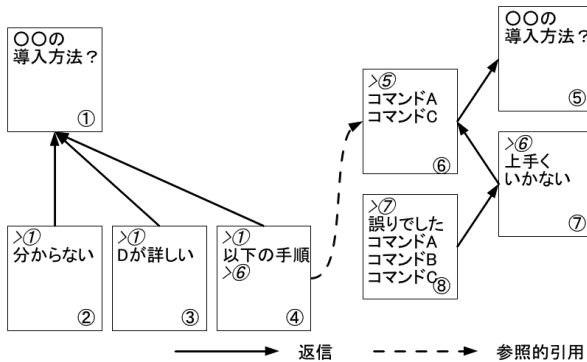 〇〇の
導入方法？
①
>①
分からない
②
>①
Dが詳しい
③
>①
以下の手順
>⑥
④
〇〇の
導入方法？
⑤
>⑤
コマンドA
コマンドC
⑥
>⑥
上手く
いかない
⑦
>⑦
誤りでした
コマンドA
コマンドB
コマンドC
⑧
返信
参照的引用